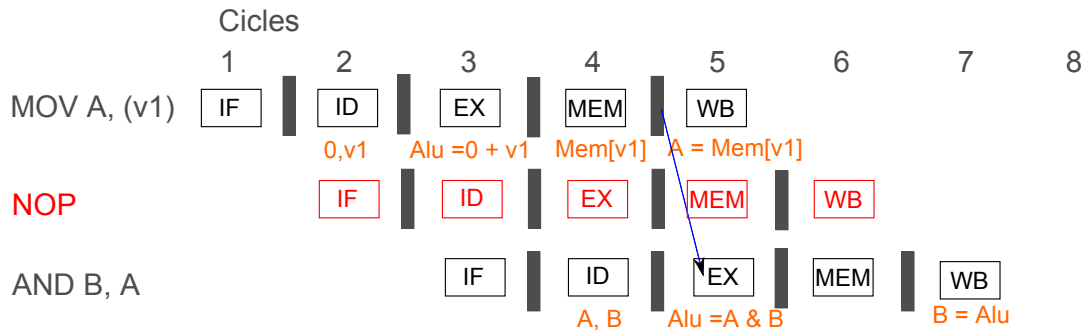 Cicles
1 2 3 4 5 6 7 8
MOV A, (v1) IF ID EX MEM WB
0,v1 Alu =0 + v1 Mem[v1] A = Mem[v1]
NOP IF ID EX MEM WB
AND B, A IF ID EX MEM WB
A, B Alu =A & B B = Alu